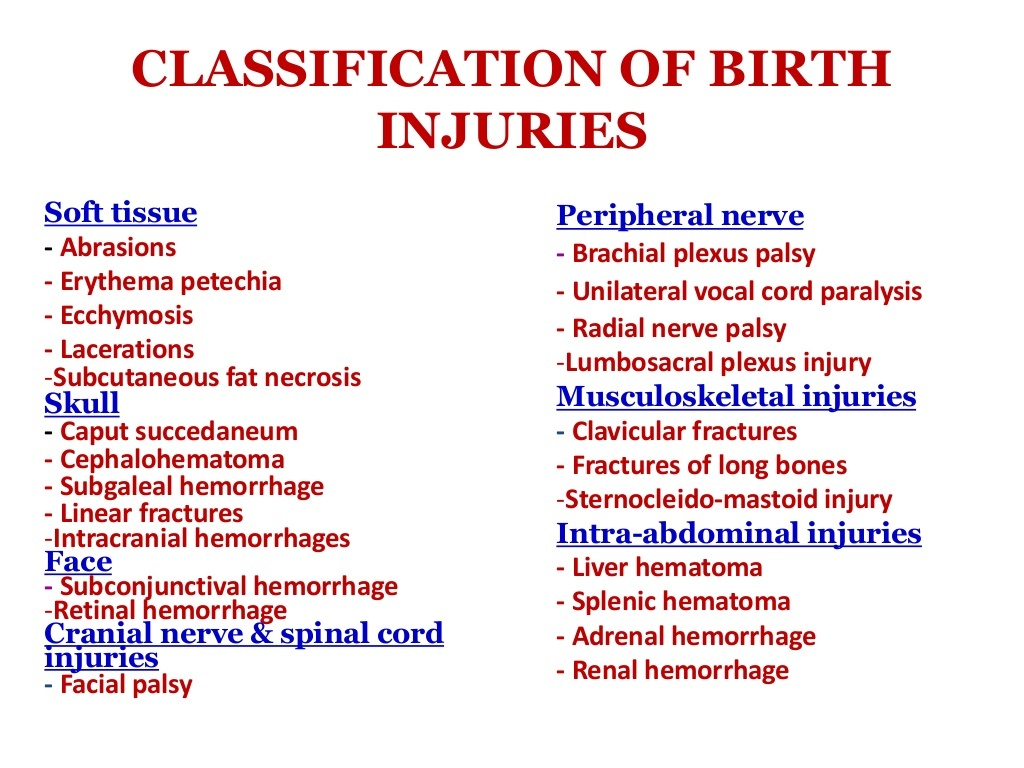 CLASSIFICATION OF BIRTH
INJURIES
Soft tissue
- Abrasions
- Erythema petechia
- Ecchymosis
- Lacerations
-Subcutaneous fat necrosis
Skull
- Caput succedaneum
- Cephalohematoma
- Subgaleal hemorrhage
- Linear fractures
-Intracranial hemorrhages
Face
- Subconjunctival hemorrhage
-Retinal hemorrhage
Cranial nerve & spinal cord
injuries
- Facial palsy
Peripheral nerve
- Brachial plexus palsy
- Unilateral vocal cord paralysis
- Radial nerve palsy
-Lumbosacral plexus injury
Musculoskeletal injuries
- Clavicular fractures
- Fractures of long bones
-Sternocleido-mastoid injury
Intra-abdominal injuries
- Liver hematoma
- Splenic hematoma
- Adrenal hemorrhage
- Renal hemorrhage